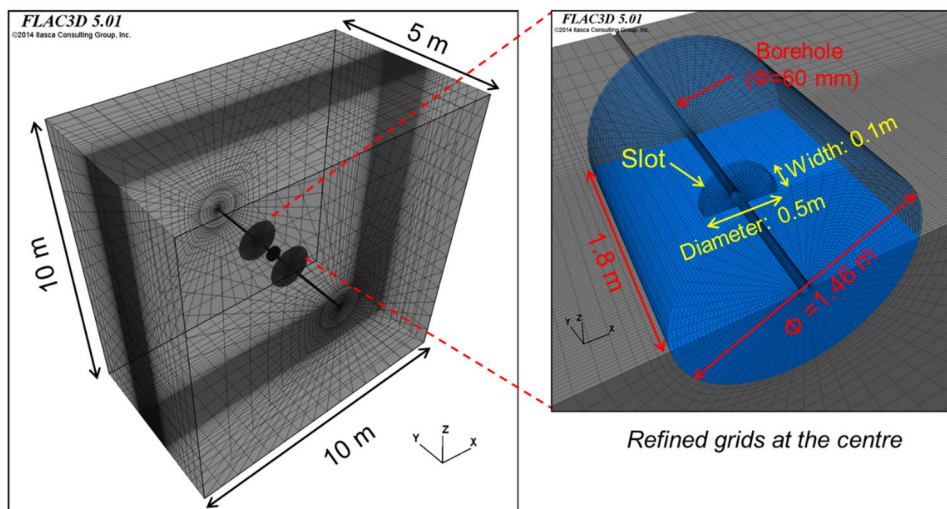 FLAC3D 5.01
©2014 Itasca Consulting Group, Inc.
5 m
10 m
10 m
Z
Y
X
FLAC3D 5.01
©2014 Itasca Consulting Group, Inc.
Borehole
(Φ=60 mm)
Slot
Width: 0.1m
Diameter: 0.5m
1.8 m
Φ =1.46 m
Z
Y
X
Refined grids at the centre